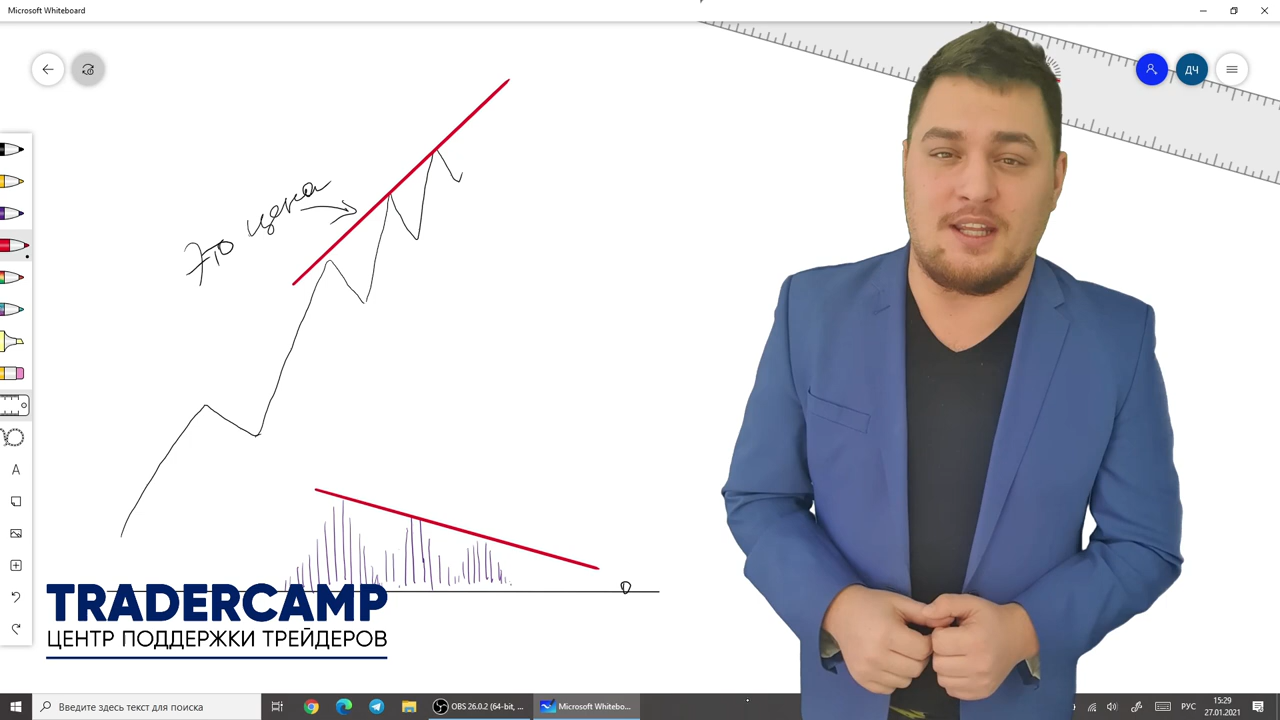 Microsoft Whiteboard
ДЧ
Это цена
A
0
TRADERCAMP
ЦЕНТР ПОДДЕРЖКИ ТРЕЙДЕРОВ
Введите здесь текст для поиска
OBS 26.0.2 (64-bit, ...
Microsoft Whitebo...
РУС
15:29
27.01.2021